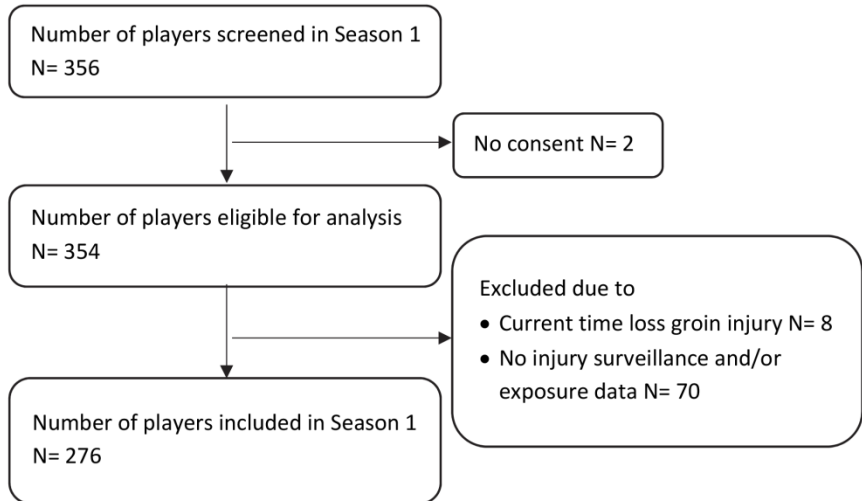 Number of players screened in Season 1
N= 356
No consent N= 2
Number of players eligible for analysis
N= 354
Excluded due to
• Current time loss groin injury N= 8
• No injury surveillance and/or
exposure data N= 70
Number of players included in Season 1
N= 276